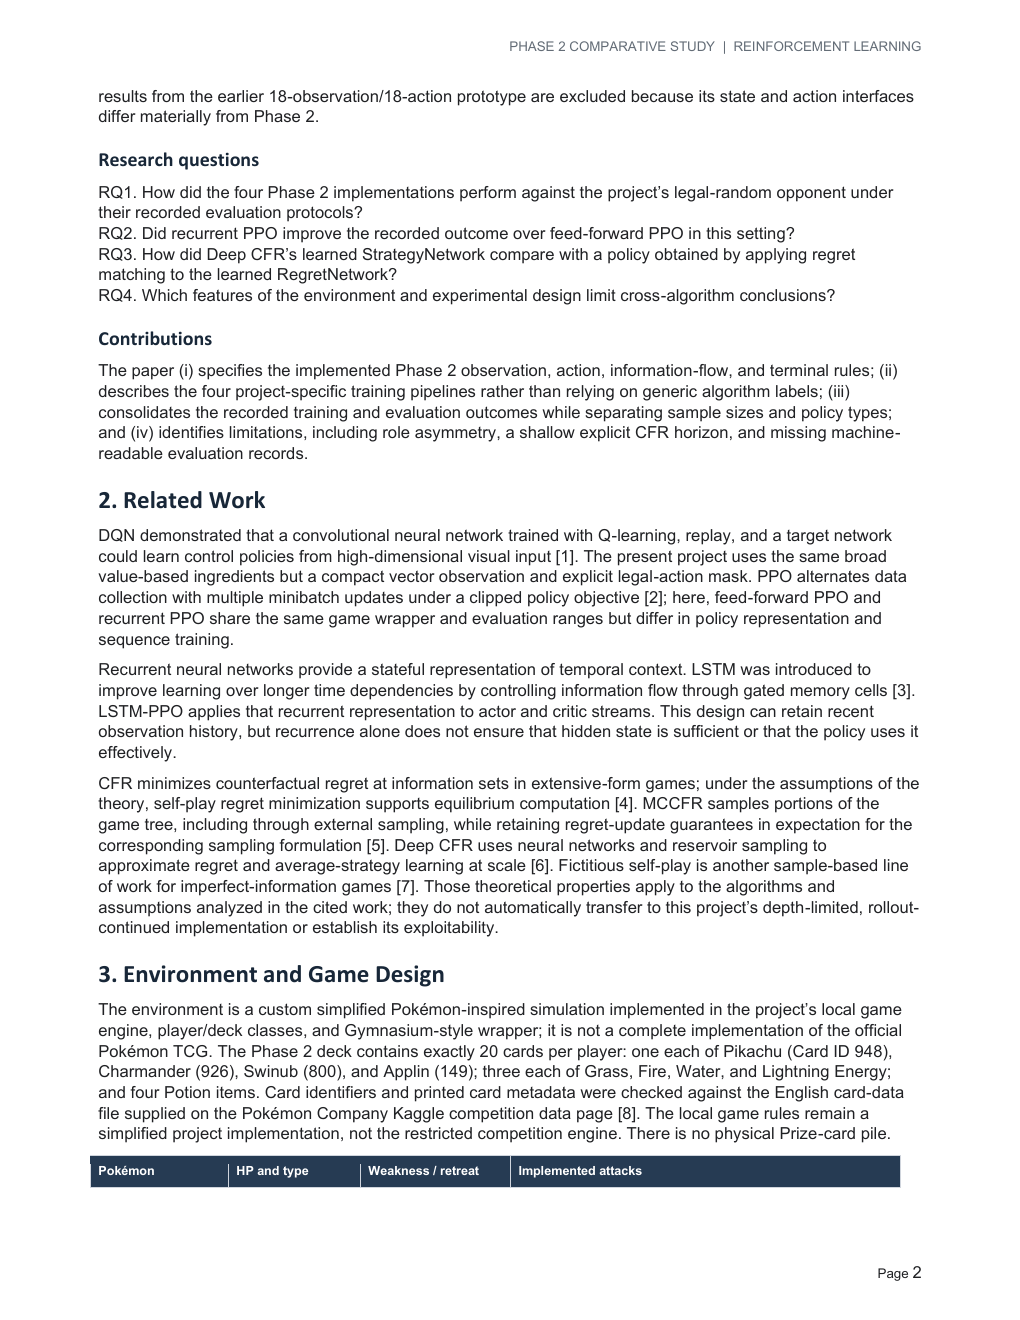 PHASE 2 COMPARATIVE STUDY | REINFORCEMENT LEARNING
results from the earlier 18-observation/18-action prototype are excluded because its state and action interfaces
differ materially from Phase 2.
Research questions
RQ1. How did the four Phase 2 implementations perform against the project’s legal-random opponent under
their recorded evaluation protocols?
RQ2. Did recurrent PPO improve the recorded outcome over feed-forward PPO in this setting?
RQ3. How did Deep CFR’s learned StrategyNetwork compare with a policy obtained by applying regret
matching to the learned RegretNetwork?
RQ4. Which features of the environment and experimental design limit cross-algorithm conclusions?
Contributions
The paper (i) specifies the implemented Phase 2 observation, action, information-flow, and terminal rules; (ii)
describes the four project-specific training pipelines rather than relying on generic algorithm labels; (iii)
consolidates the recorded training and evaluation outcomes while separating sample sizes and policy types;
and (iv) identifies limitations, including role asymmetry, a shallow explicit CFR horizon, and missing machine-
readable evaluation records.
2. Related Work
DQN demonstrated that a convolutional neural network trained with Q-learning, replay, and a target network
could learn control policies from high-dimensional visual input [1]. The present project uses the same broad
value-based ingredients but a compact vector observation and explicit legal-action mask. PPO alternates data
collection with multiple minibatch updates under a clipped policy objective [2]; here, feed-forward PPO and
recurrent PPO share the same game wrapper and evaluation ranges but differ in policy representation and
sequence training.
Recurrent neural networks provide a stateful representation of temporal context. LSTM was introduced to
improve learning over longer time dependencies by controlling information flow through gated memory cells [3].
LSTM-PPO applies that recurrent representation to actor and critic streams. This design can retain recent
observation history, but recurrence alone does not ensure that hidden state is sufficient or that the policy uses it
effectively.
CFR minimizes counterfactual regret at information sets in extensive-form games; under the assumptions of the
theory, self-play regret minimization supports equilibrium computation [4]. MCCFR samples portions of the
game tree, including through external sampling, while retaining regret-update guarantees in expectation for the
corresponding sampling formulation [5]. Deep CFR uses neural networks and reservoir sampling to
approximate regret and average-strategy learning at scale [6]. Fictitious self-play is another sample-based line
of work for imperfect-information games [7]. Those theoretical properties apply to the algorithms and
assumptions analyzed in the cited work; they do not automatically transfer to this project’s depth-limited, rollout-
continued implementation or establish its exploitability.
3. Environment and Game Design
The environment is a custom simplified Pokémon-inspired simulation implemented in the project’s local game
engine, player/deck classes, and Gymnasium-style wrapper; it is not a complete implementation of the official
Pokémon TCG. The Phase 2 deck contains exactly 20 cards per player: one each of Pikachu (Card ID 948),
Charmander (926), Swinub (800), and Applin (149); three each of Grass, Fire, Water, and Lightning Energy;
and four Potion items. Card identifiers and printed card metadata were checked against the English card-data
file supplied on the Pokémon Company Kaggle competition data page [8]. The local game rules remain a
simplified project implementation, not the restricted competition engine. There is no physical Prize-card pile.
Pokémon HP and type Weakness / retreat Implemented attacks
Page 2